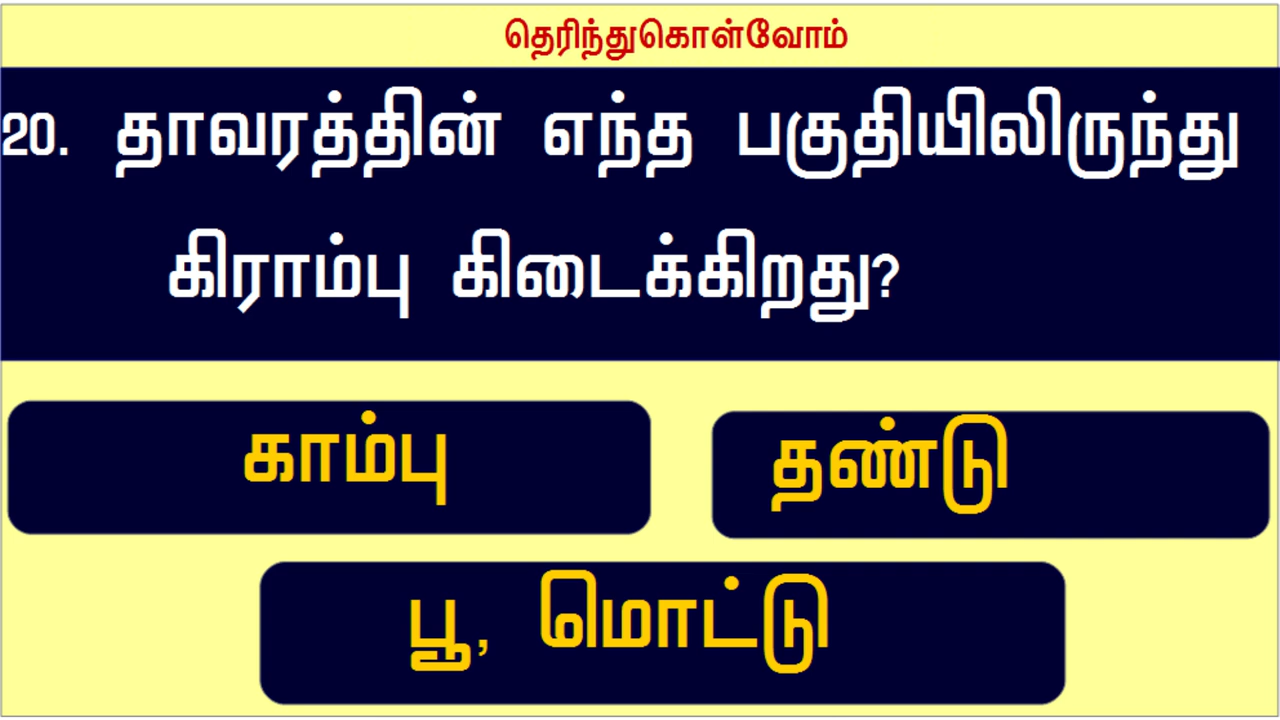 தெரிந்துகொள்வோம்
20. தாவரத்தின் எந்த பகுதியிலிருந்து
கிராம்பு கிடைக்கிறது?
காம்பு
தண்டு
பூ, மொட்டு